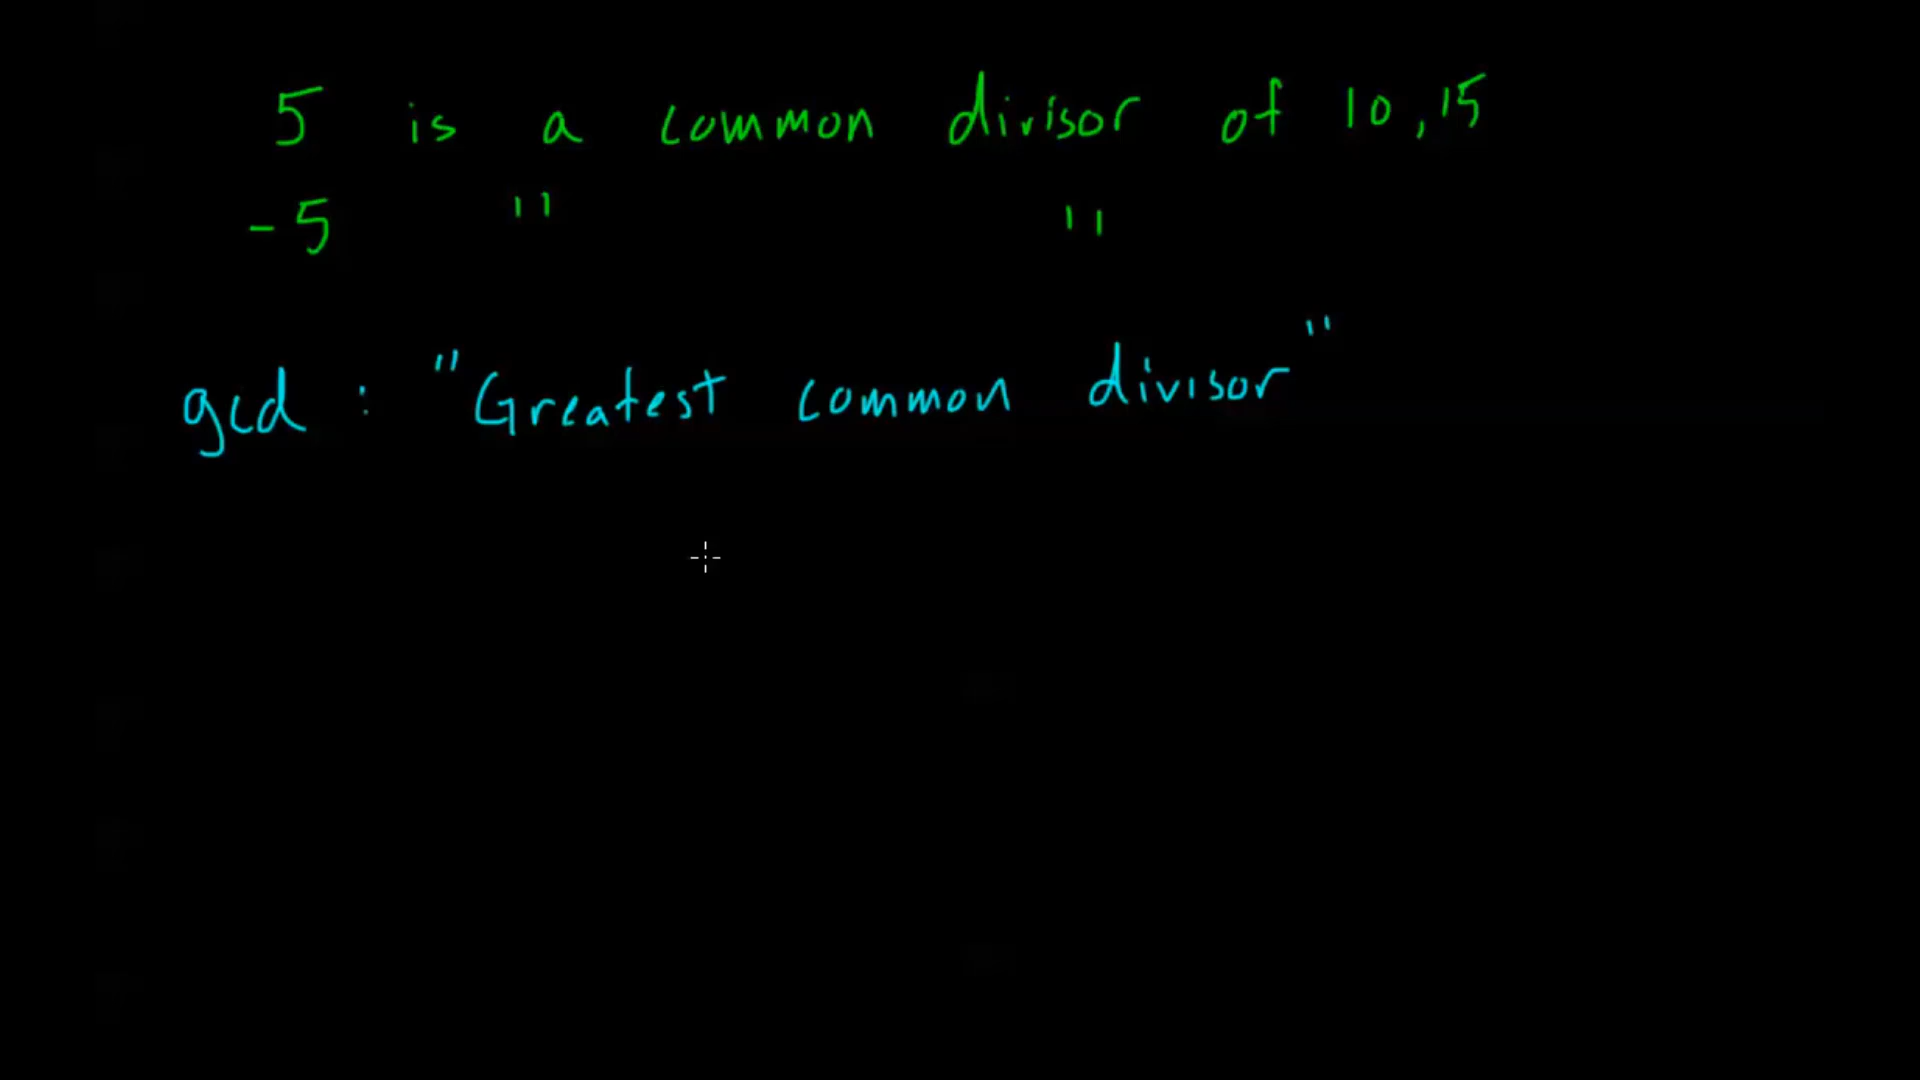 5 is a common divisor of 10, 15
-5 " "
gcd : "Greatest common divisor"